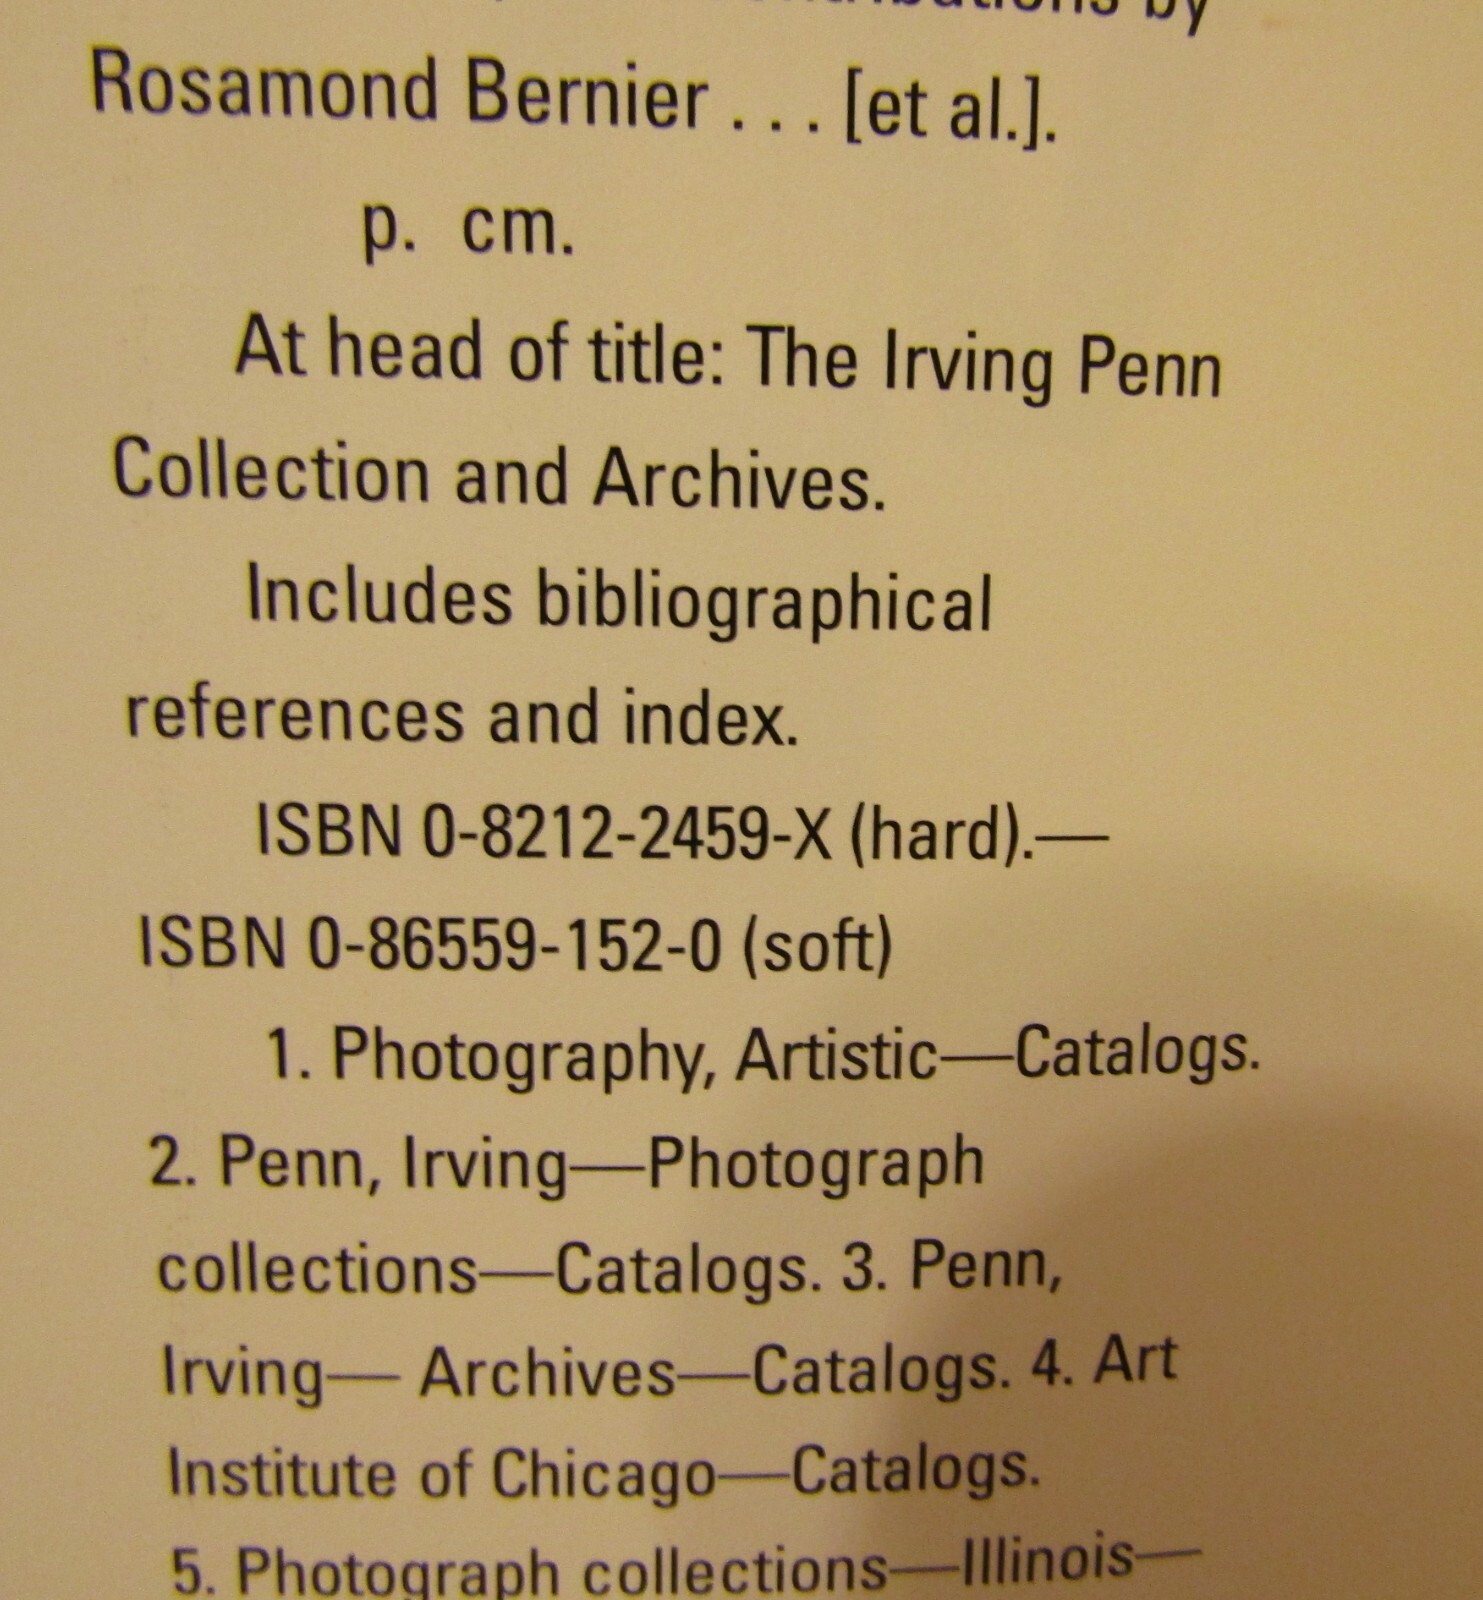 by
Rosamond Bernier . . . [et al.].
p. cm.
At head of title: The Irving Penn
Collection and Archives.
Includes bibliographical
references and index.
ISBN 0-8212-2459-X (hard).—
ISBN 0-86559-152-0 (soft)
1. Photography, Artistic—Catalogs.
2. Penn, Irving—Photograph
collections—Catalogs. 3. Penn,
Irving— Archives—Catalogs. 4. Art
Institute of Chicago—Catalogs.
5. Photograph collections—Illinois—